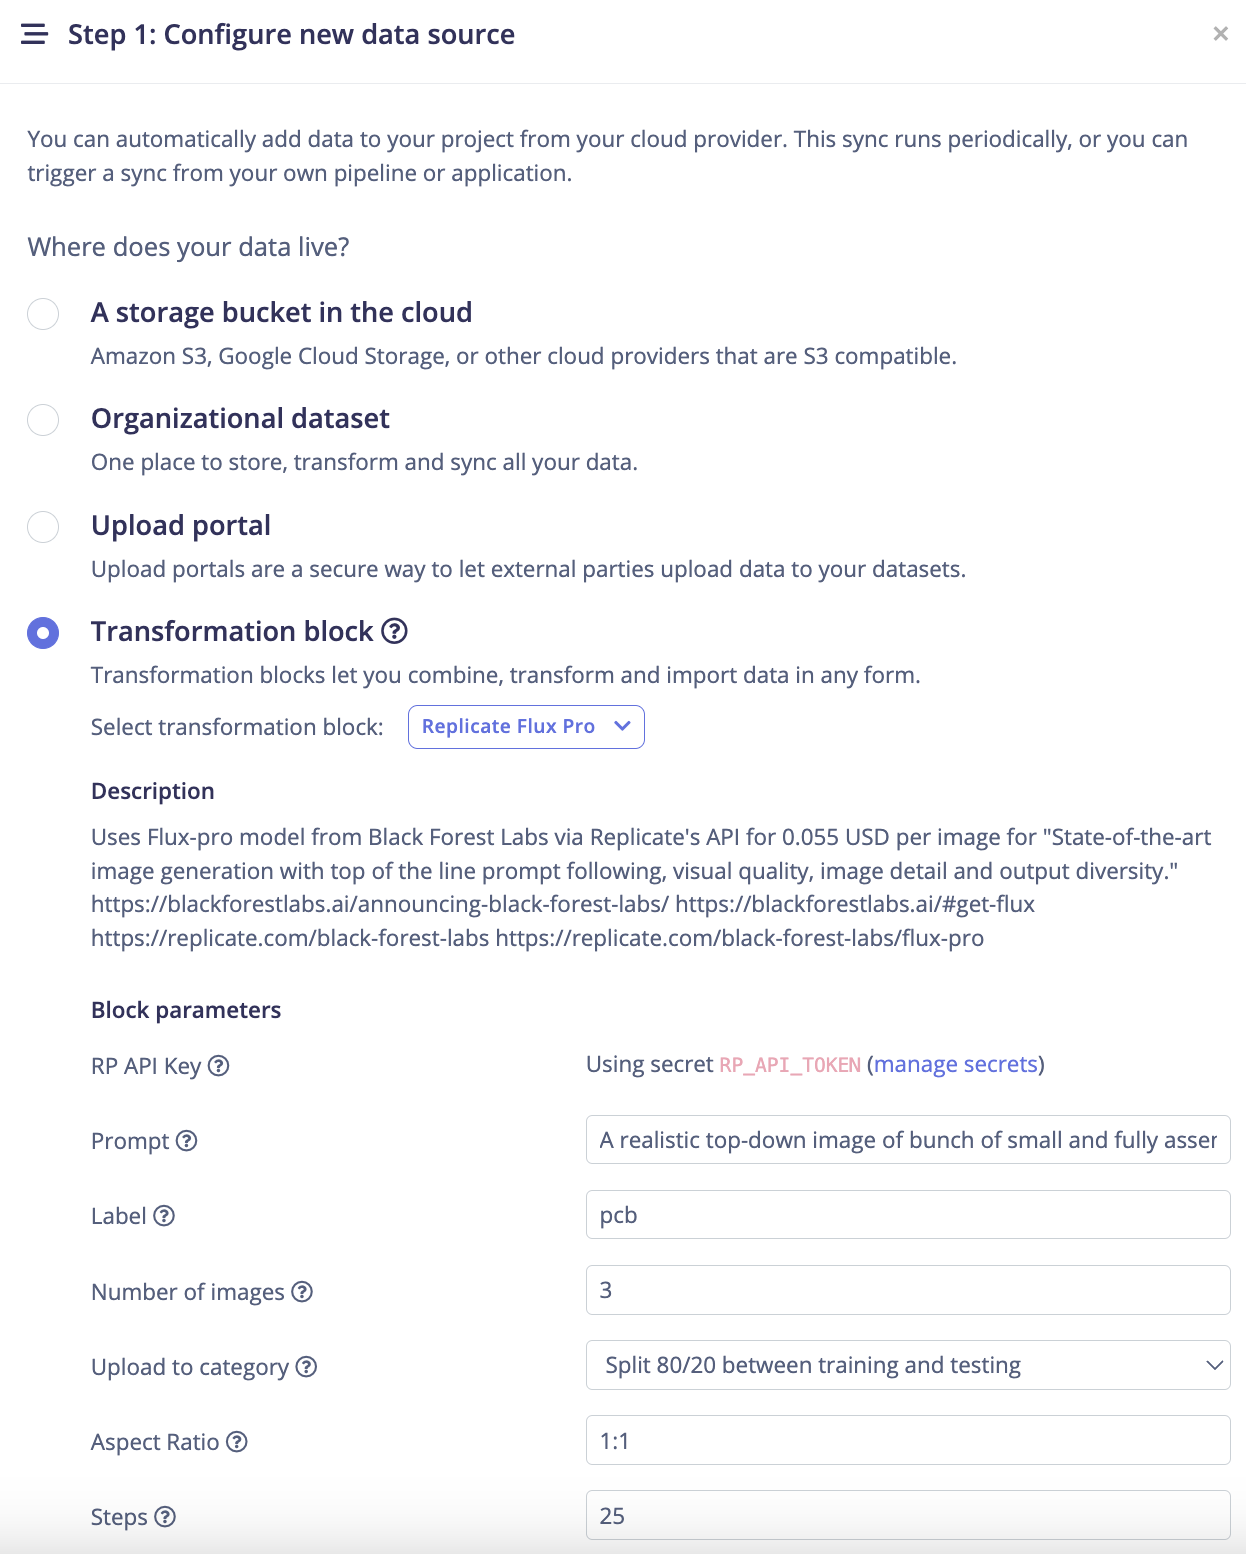 Step 1: Configure new data source
×
You can automatically add data to your project from your cloud provider. This sync runs periodically, or you can
trigger a sync from your own pipeline or application.
Where does your data live?
A storage bucket in the cloud
Amazon S3, Google Cloud Storage, or other cloud providers that are S3 compatible.
Organizational dataset
One place to store, transform and sync all your data.
Upload portal
Upload portals are a secure way to let external parties upload data to your datasets.
Transformation block ?
Transformation blocks let you combine, transform and import data in any form.
Select transformation block: Replicate Flux Pro
Description
Uses Flux-pro model from Black Forest Labs via Replicate's API for 0.055 USD per image for "State-of-the-art
image generation with top of the line prompt following, visual quality, image detail and output diversity."
https://blackforestlabs.ai/announcing-black-forest-labs/ https://blackforestlabs.ai/#get-flux
https://replicate.com/black-forest-labs https://replicate.com/black-forest-labs/flux-pro
Block parameters
RP API Key ? Using secret RP_API_TOKEN (manage secrets)
Prompt ? A realistic top-down image of bunch of small and fully
Label ? pcb
Number of images ? 3
Upload to category ? Split 80/20 between training and testing
Aspect Ratio ? 1:1
Steps ? 25